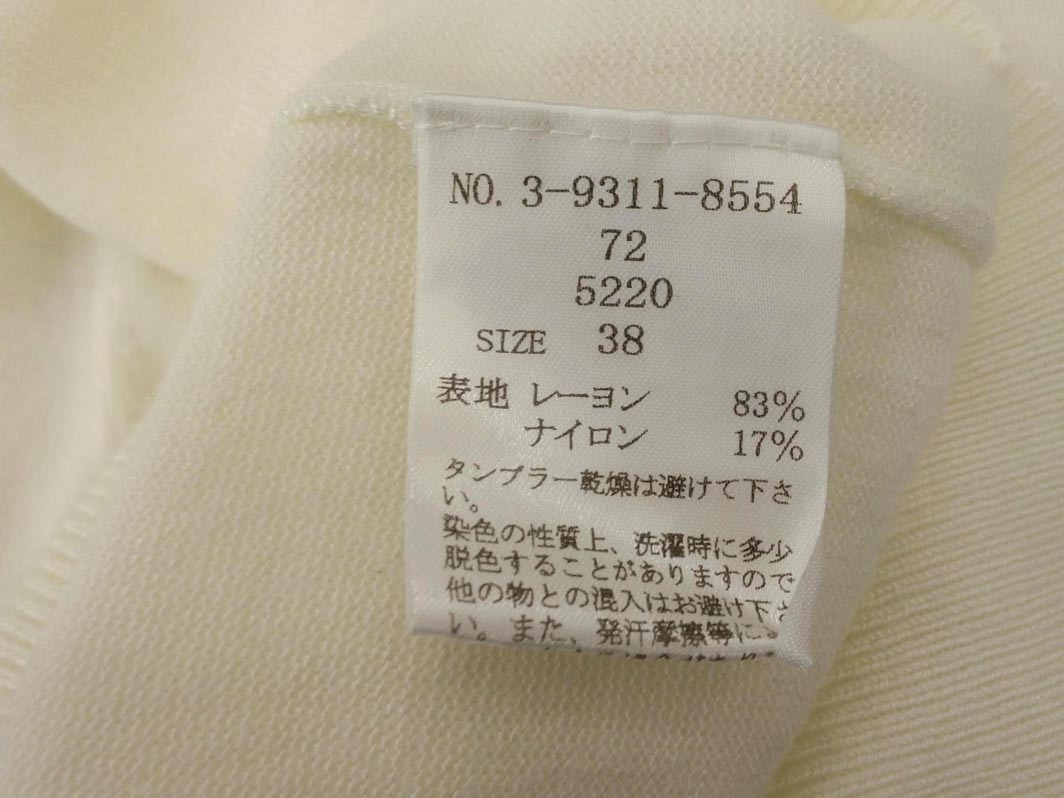 NO. 3-9311-8554
72
5220
SIZE 38
表地 レーヨン 83%
ナイロン 17%
タンブラー乾燥は避けて下さ
い。
染色の性質上、洗濯時に多少
脱色することがありますので
他の物との混入はお避け下さ
い。また、発汗摩擦等に